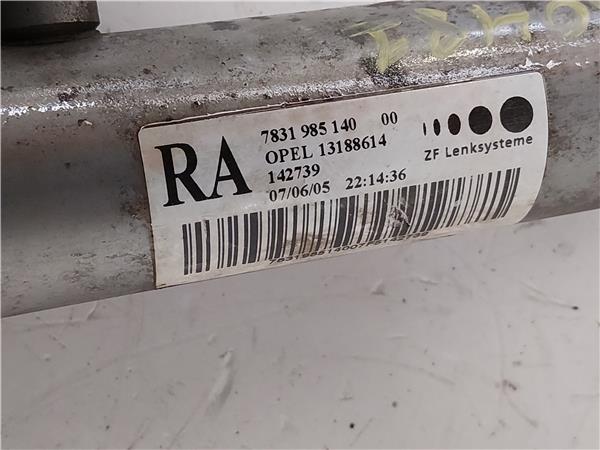 RA
7831 985 140 00
OPEL 13188614
142739
07/06/05 22:14:36
ZF Lenksysteme